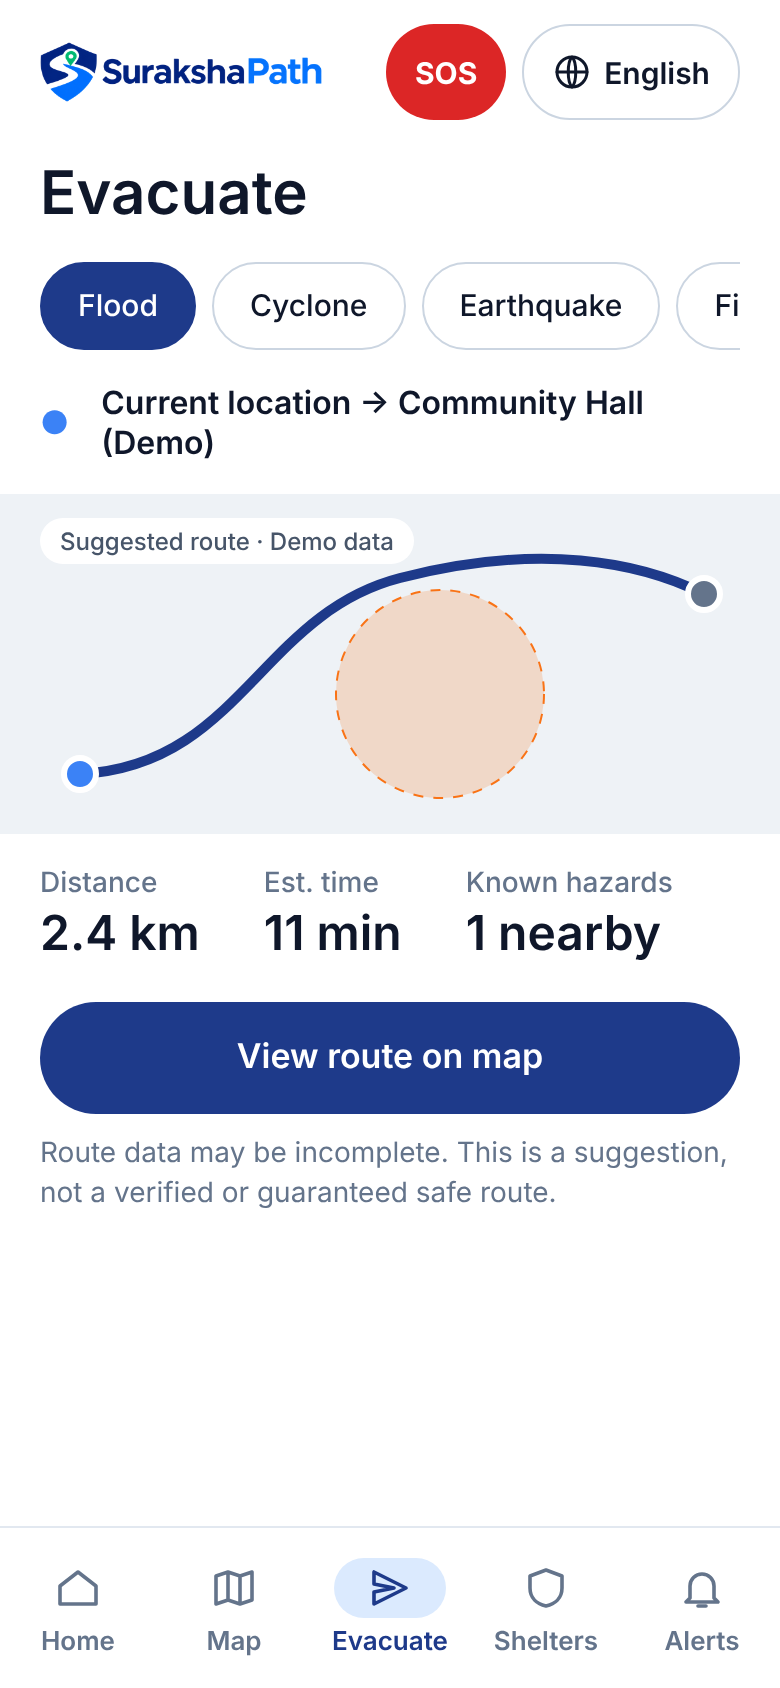 SurakshaPath
SOS
English
Evacuate
Flood
Cyclone
Earthquake
Fi
Current location → Community Hall
(Demo)
Suggested route · Demo data
Distance
Est. time
Known hazards
2.4 km
11 min
1 nearby
View route on map
Route data may be incomplete. This is a suggestion,
not a verified or guaranteed safe route.
Home
Map
Evacuate
Shelters
Alerts